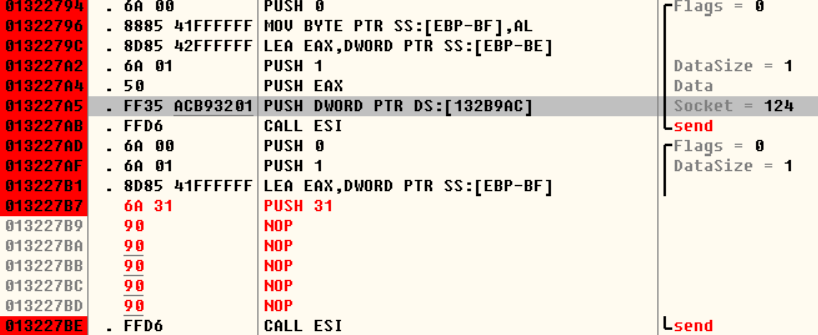 01322794 . 6A 00 PUSH 0 Flags = 0
01322796 . 8885 41FFFFFF MOV BYTE PTR SS:[EBP-BF],AL
0132279C . 8D85 42FFFFFF LEA EAX,DWORD PTR SS:[EBP-BE]
013227A2 . 6A 01 PUSH 1 DataSize = 1
013227A4 . 50 PUSH EAX Data
013227A5 . FF35 ACB93201 PUSH DWORD PTR DS:[132B9AC] Socket = 124
013227AB . FFD6 CALL ESI send
013227AD . 6A 00 PUSH 0 Flags = 0
013227AF . 6A 01 PUSH 1 DataSize = 1
013227B1 . 8D85 41FFFFFF LEA EAX,DWORD PTR SS:[EBP-BF]
013227B7 6A 31 PUSH 31
013227B9 90 NOP
013227BA 90 NOP
013227BB 90 NOP
013227BC 90 NOP
013227BD 90 NOP
013227BE . FFD6 CALL ESI send